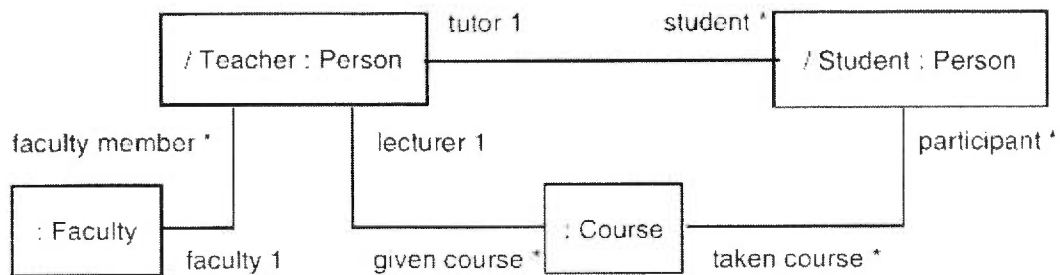 tutor 1 student *
/ Teacher : Person
/ Student : Person
faculty member *
lecturer 1
participant *
: Faculty
: Course
faculty 1
given course *
taken course *